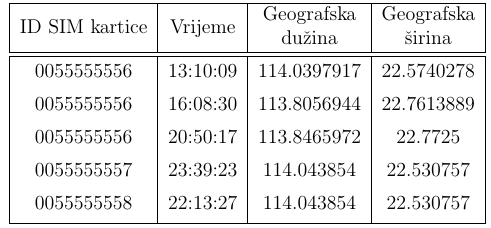 ID SIM kartice Vrijeme Geografska dužina Geografska širina
0055555556 13:10:09 114.0397917 22.5740278
0055555556 16:08:30 113.8056944 22.7613889
0055555556 20:50:17 113.8465972 22.7725
0055555557 23:39:23 114.043854 22.530757
0055555558 22:13:27 114.043854 22.530757